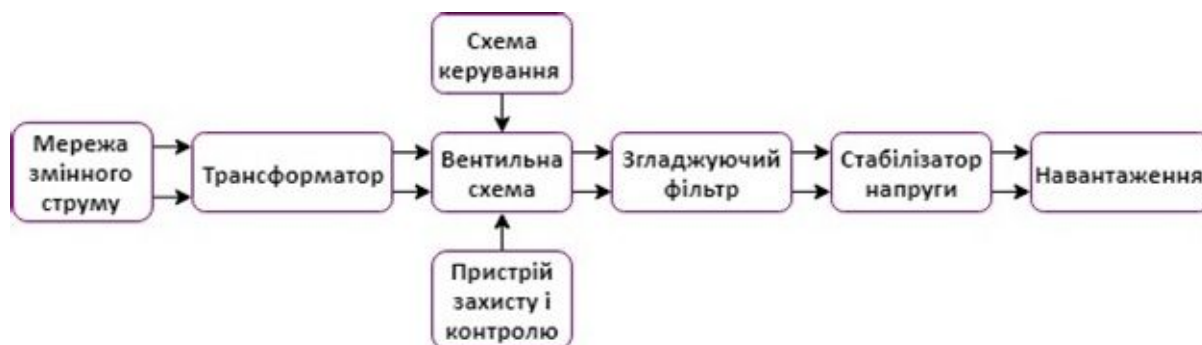 Схема
керування
Мережа
змінного
струму
Трансформатор
Вентильна
схема
Згладжуючий
фільтр
Стабілізатор
напруги
Навантаження
Пристрій
захисту і
контролю